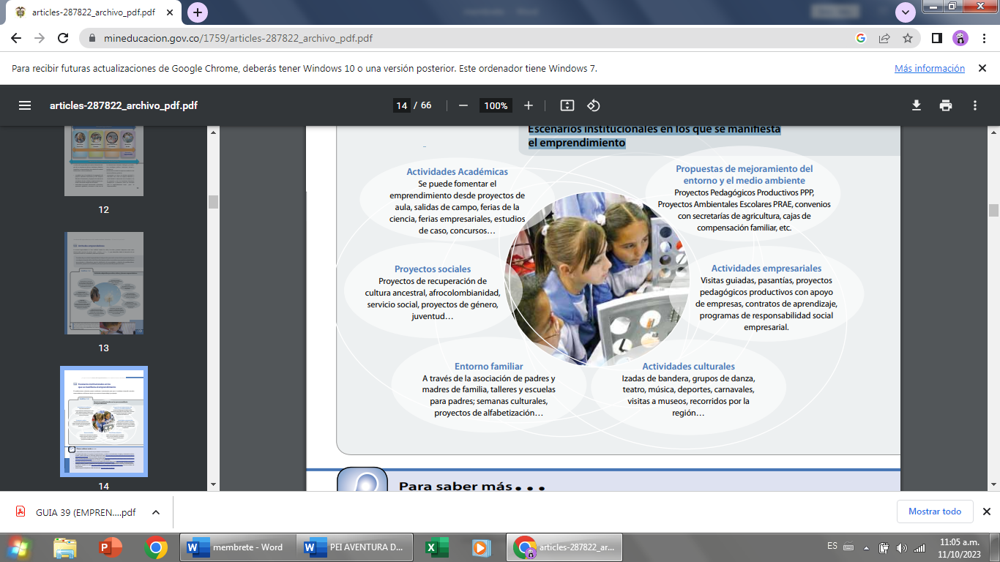 articles-287822_archivo_pdf.pdf
mineducacion.gov.co/1759/articles-287822_archivo_pdf.pdf
Para recibir futuras actualizaciones de Google Chrome, deberás tener Windows 10 o una versión posterior. Este ordenador tiene Windows 7.
Más información
articles-287822_archivo_pdf.pdf
14 / 66
100%
12
13
14
Escenarios institucionales en los que se manifiesta
el emprendimiento
Actividades Académicas
Se puede fomentar el
emprendimiento desde proyectos de
aula, salidas de campo, ferias de la
ciencia, ferias empresariales, estudios
de caso, concursos…
Propuestas de mejoramiento del
entorno y el medio ambiente
Proyectos Pedagógicos Productivos PPP,
Proyectos Ambientales Escolares PRAE, convenios
con secretarías de agricultura, cajas de
compensación familiar, etc.
Proyectos sociales
Proyectos de recuperación de
cultura ancestral, afrocolombianidad,
servicio social, proyectos de género,
juventud…
Actividades empresariales
Visitas guiadas, pasantías, proyectos
pedagógicos productivos con apoyo
de empresas, contratos de aprendizaje,
programas de responsabilidad social
empresarial.
Entorno familiar
A través de la asociación de padres y
madres de familia, talleres y escuelas
para padres; semanas culturales,
proyectos de alfabetización…
Actividades culturales
Izadas de bandera, grupos de danza,
teatro, música, deportes, carnavales,
visitas a museos, recorridos por la
región…
Para saber más • • •
GUIA 39 (EMPREN....pdf
Mostrar todo
membrete - Word
PEI AVENTURA D...
articles-287822_ar...
ES
11:05 a.m.
11/10/2023